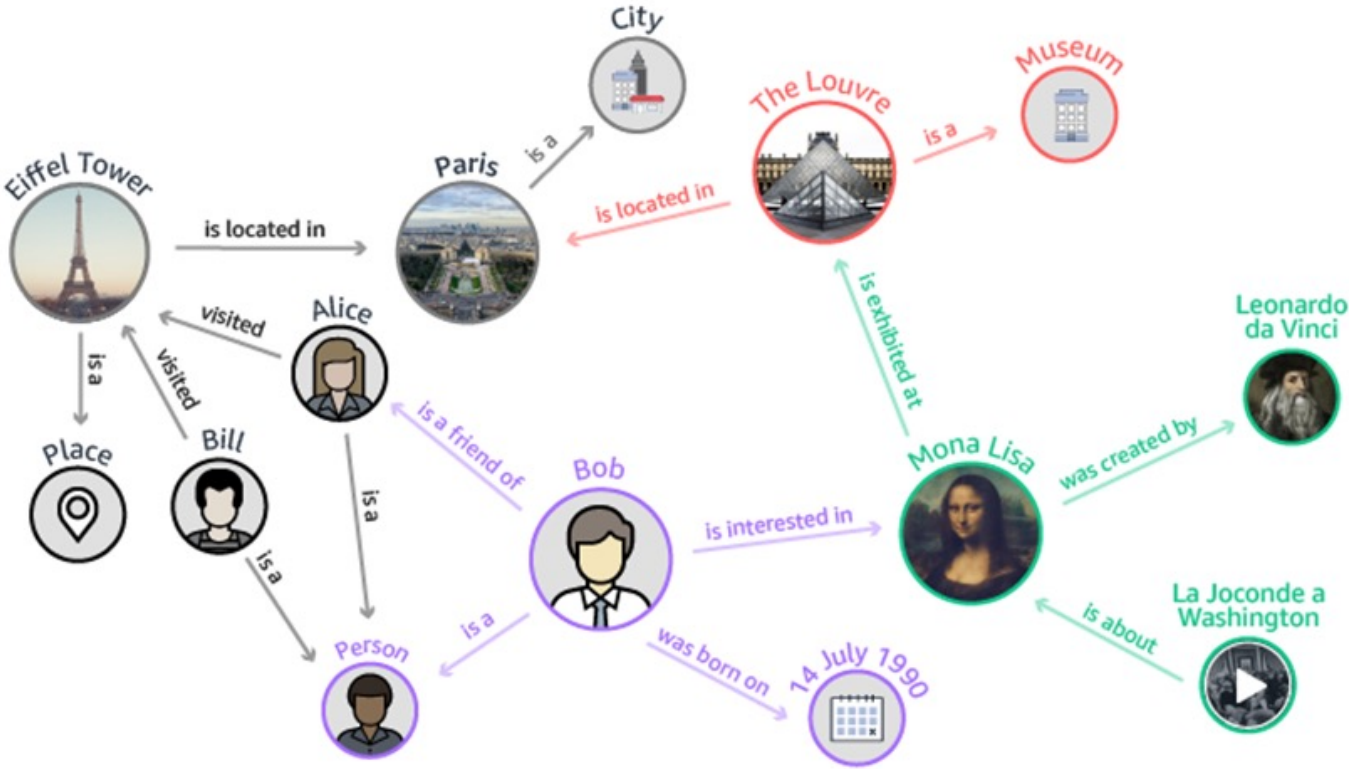 City
The Louvre
Museum
is a
is a
Eiffel Tower
Paris
is located in
is located in
visited
Alice
is exhibited at
Leonardo
da Vinci
is a
visited
is a friend of
Place
Bill
Bob
Mona Lisa
was created by
is a
is interested in
is a
La Joconde a
Washington
is about
is a
Person
was born on
14 July 1990